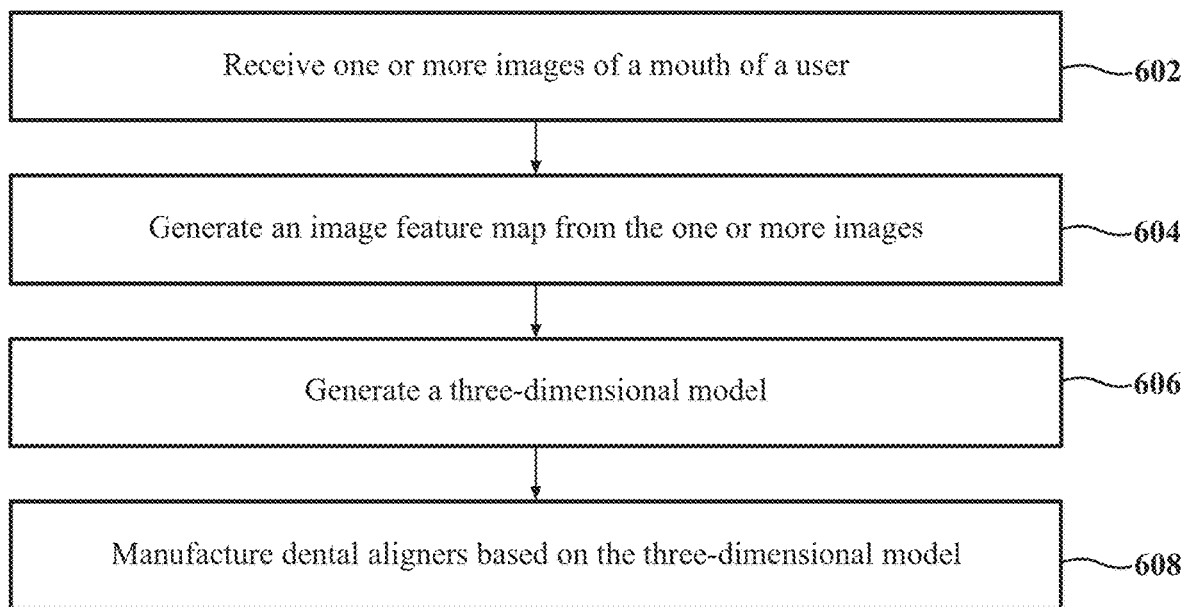 Receive one or more images of a mouth of a user
602
Generate an image feature map from the one or more images
604
Generate a three-dimensional model
606
Manufacture dental aligners based on the three-dimensional model
608